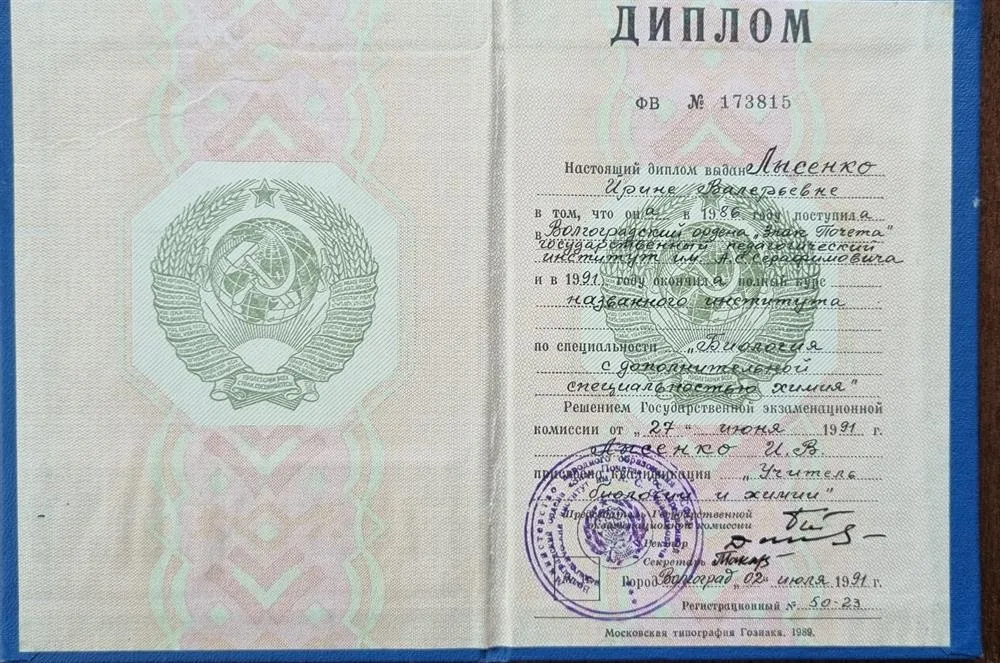 ДИПЛОМ
ФВ № 173815
Настоящий диплом выдан Лысенко
Ирине Валерьевне
в том, что она в 1986 году поступила
в Волгоградский ордена „Знак Почета"
государственный педагогический
институт им. А.С.Серафимовича
и в 1991 году окончила полный курс
названного института
по специальности „Биология
с дополнительной
специальностью химия"
Решением Государственной экзаменационной
комиссии от „27" июня 1991 г.
Лысенко И.В.
присвоена квалификация „Учитель
биологии и химии"
Председатель Государственной
экзаменационной комиссии
Ректор
Секретарь
Город Волгоград „02" июля 1991 г.
Регистрационный № 50-23
Московская типография Гознака. 1989.